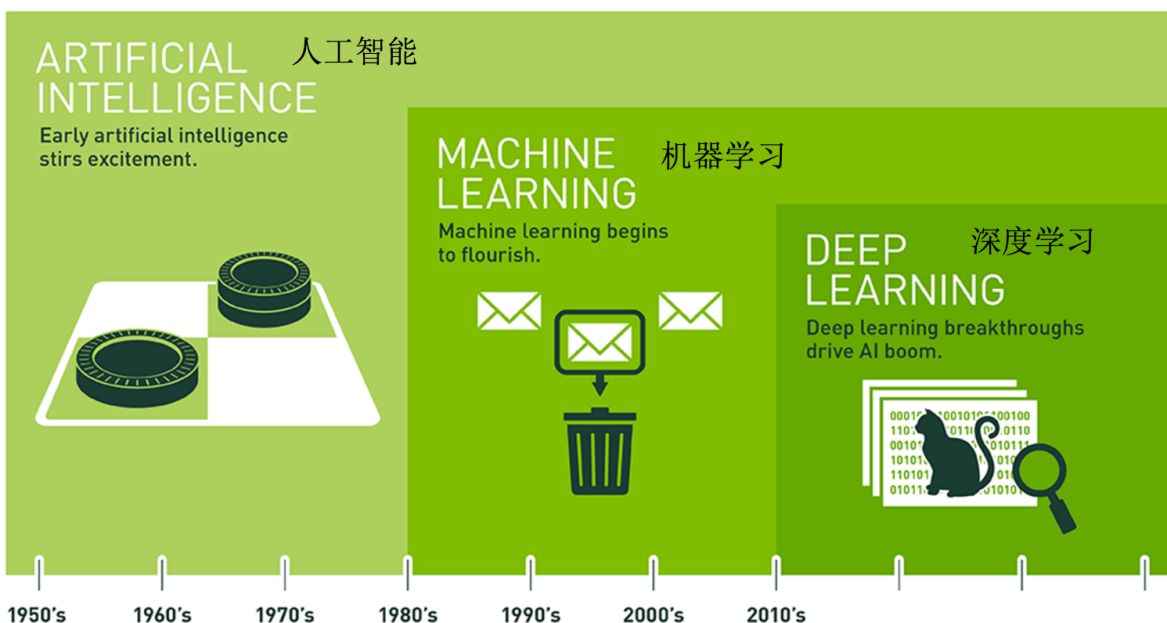 ARTIFICIAL
INTELLIGENCE
人工智能
Early artificial intelligence
stirs excitement.
MACHINE
LEARNING
机器学习
Machine learning begins
to flourish.
DEEP
LEARNING
深度学习
Deep learning breakthroughs
drive AI boom.
1950's 1960's 1970's 1980's 1990's 2000's 2010's